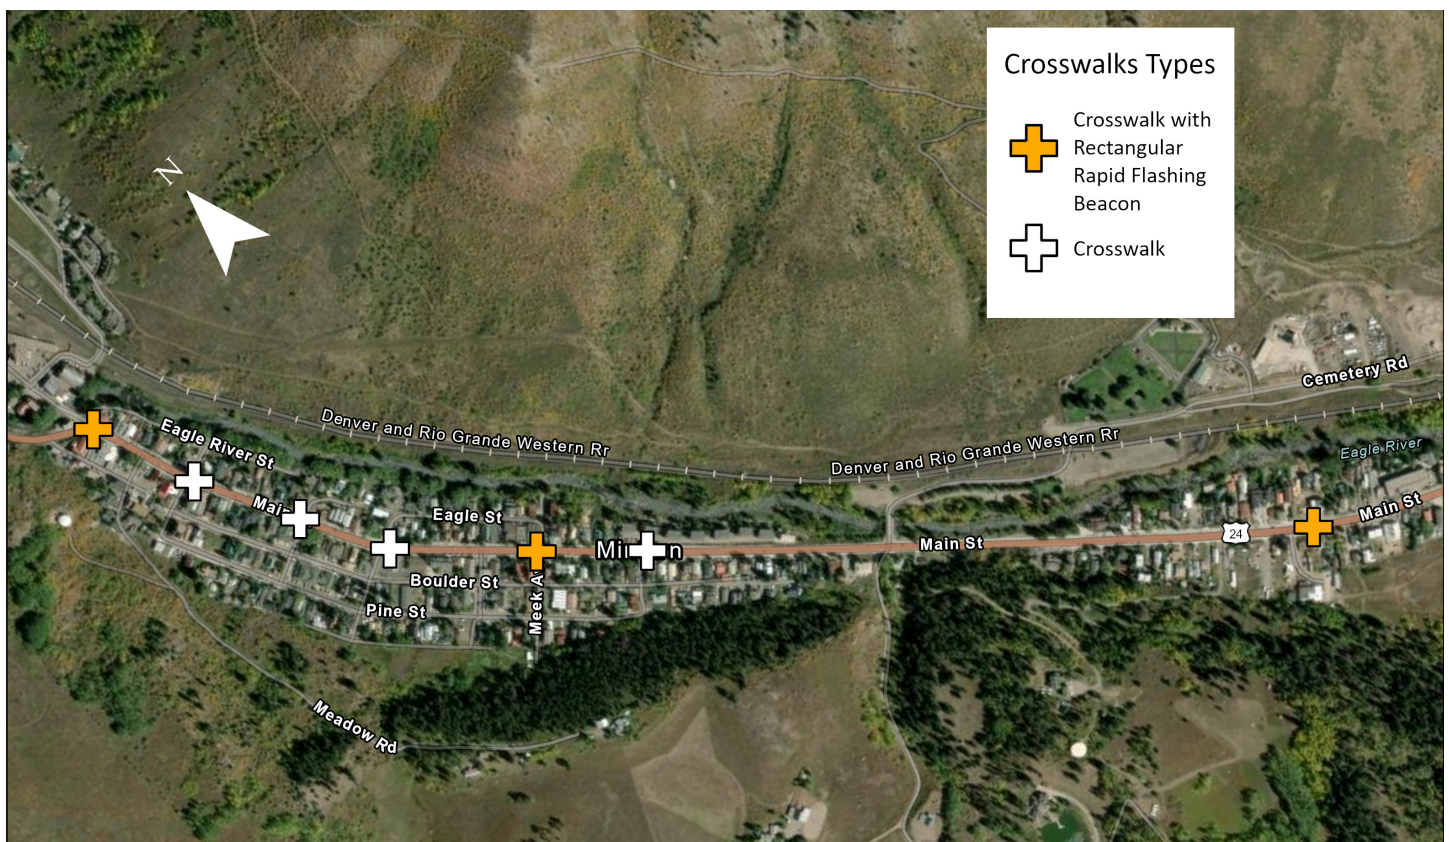 Crosswalks Types
Crosswalk with
Rectangular
Rapid Flashing
Beacon
Crosswalk
N
Cemetery Rd
Denver and Rio Grande Western Rr
Eagle River St
Denver and Rio Grande Western Rr
Eagle River
Main St
Main
Eagle St
24
Main St
Boulder St
Meek A
Pine St
Meadow Rd